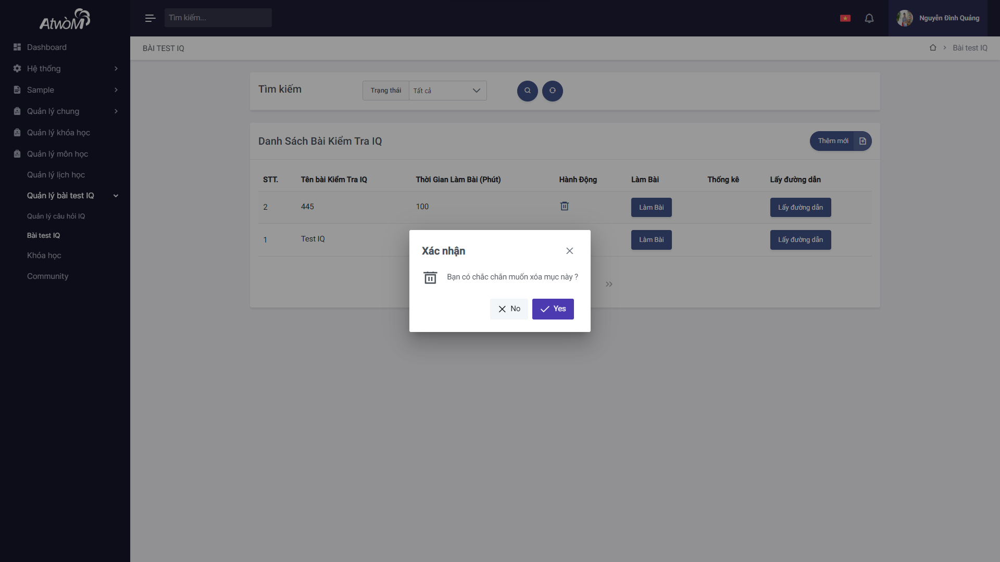 AtwòM
Tìm kiếm...
Nguyễn Đình Quảng
Dashboard
Hệ thống
Sample
Quản lý chung
Quản lý khóa học
Quản lý môn học
Quản lý lịch học
Quản lý bài test IQ
Quản lý câu hỏi IQ
Bài test IQ
Khóa học
Community
BÀI TEST IQ
Bài test IQ
Tìm kiếm
Trạng thái
Tất cả
Danh Sách Bài Kiểm Tra IQ
Thêm mới
STT. Tên bài Kiểm Tra IQ Thời Gian Làm Bài (Phút) Hành Động Làm Bài Thống kê Lấy đường dẫn
2 445 100 Làm Bài Lấy đường dẫn
1 Test IQ Làm Bài Lấy đường dẫn
Xác nhận
Bạn có chắc chắn muốn xóa mục này ?
No
Yes